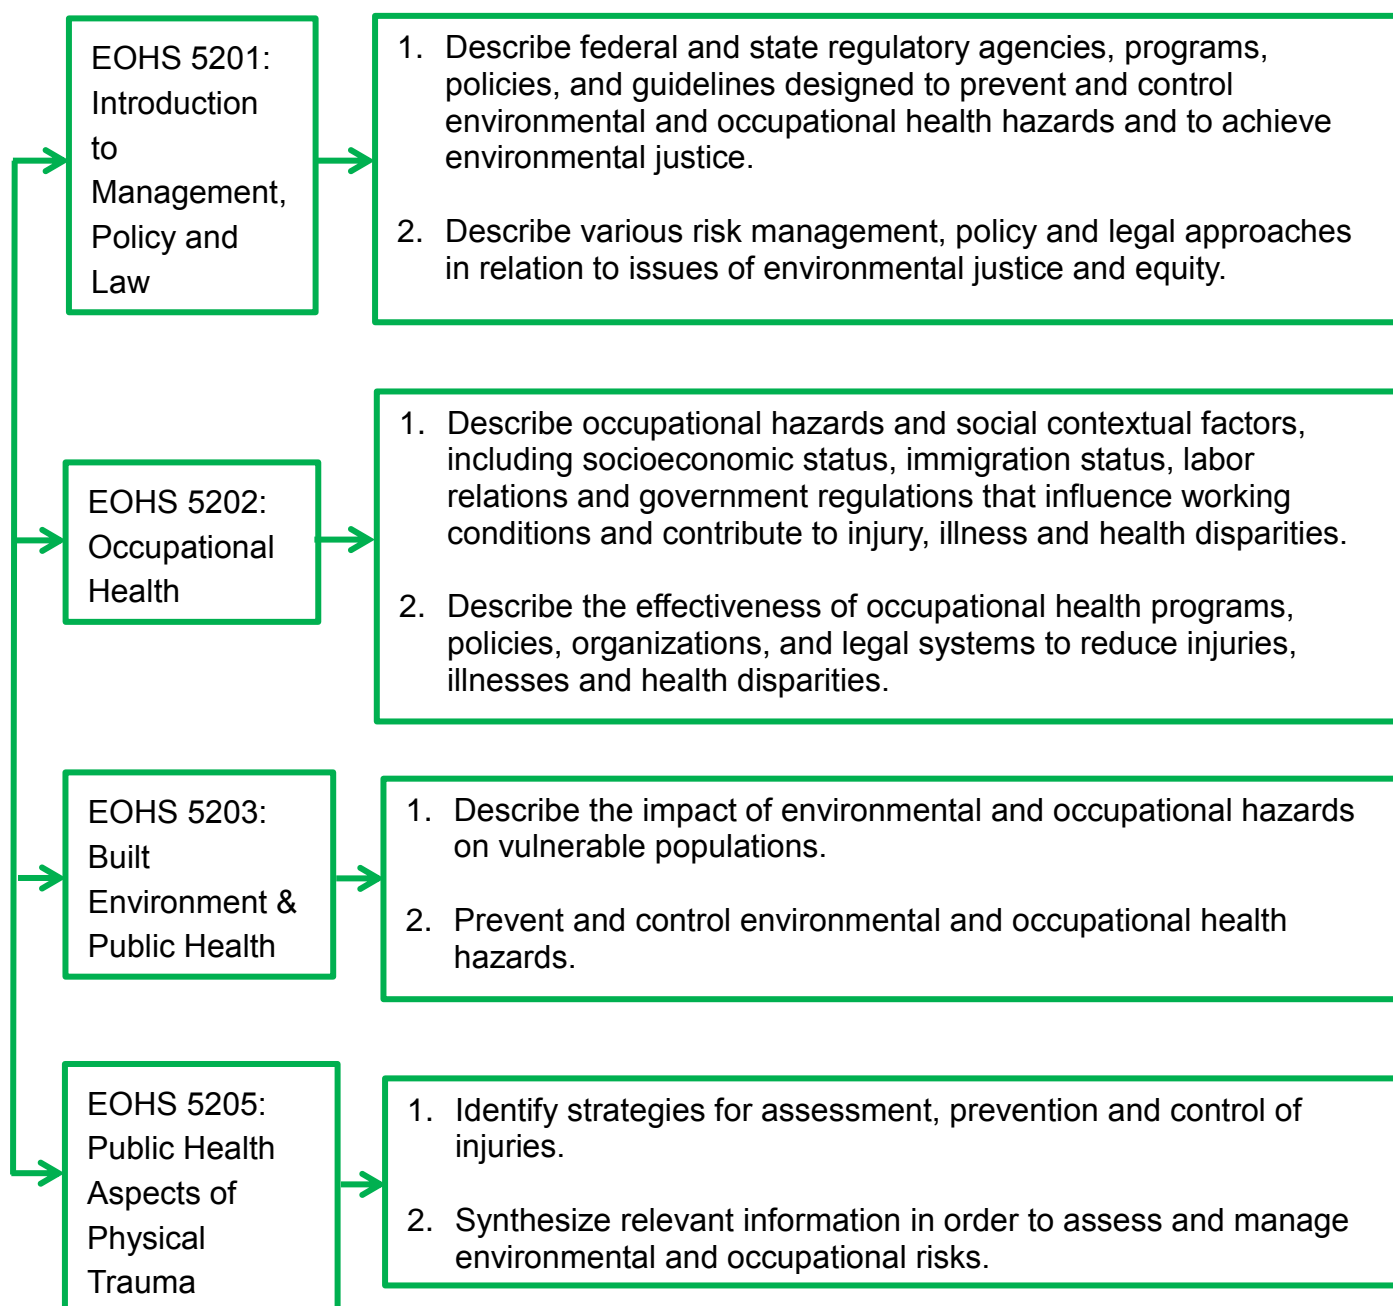 EOHS 5201:
Introduction
to
Management,
Policy and
Law
1. Describe federal and state regulatory agencies, programs,
policies, and guidelines designed to prevent and control
environmental and occupational health hazards and to achieve
environmental justice.
2. Describe various risk management, policy and legal approaches
in relation to issues of environmental justice and equity.
EOHS 5202:
Occupational
Health
1. Describe occupational hazards and social contextual factors,
including socioeconomic status, immigration status, labor
relations and government regulations that influence working
conditions and contribute to injury, illness and health disparities.
2. Describe the effectiveness of occupational health programs,
policies, organizations, and legal systems to reduce injuries,
illnesses and health disparities.
EOHS 5203:
Built
Environment &
Public Health
1. Describe the impact of environmental and occupational hazards
on vulnerable populations.
2. Prevent and control environmental and occupational health
hazards.
EOHS 5205:
Public Health
Aspects of
Physical
Trauma
1. Identify strategies for assessment, prevention and control of
injuries.
2. Synthesize relevant information in order to assess and manage
environmental and occupational risks.